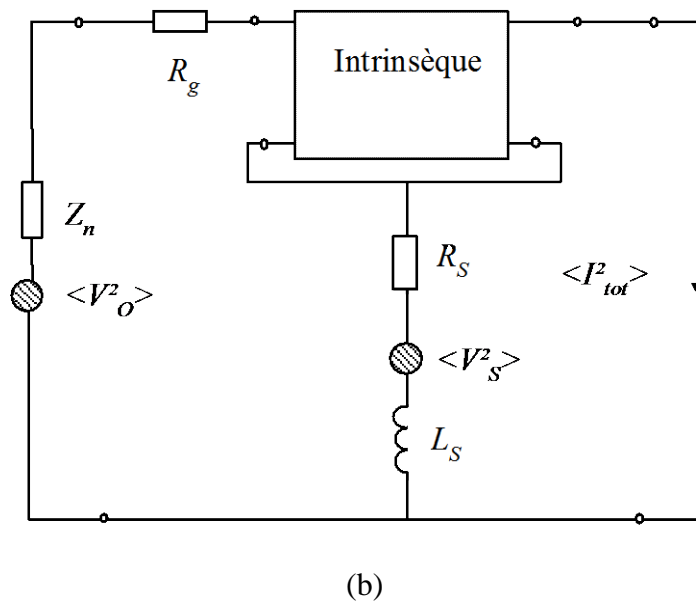 Intrinsèque
R_g
Z_n
<V²_O>
R_S
<V²_S>
L_S
<I²_tot>
(b)